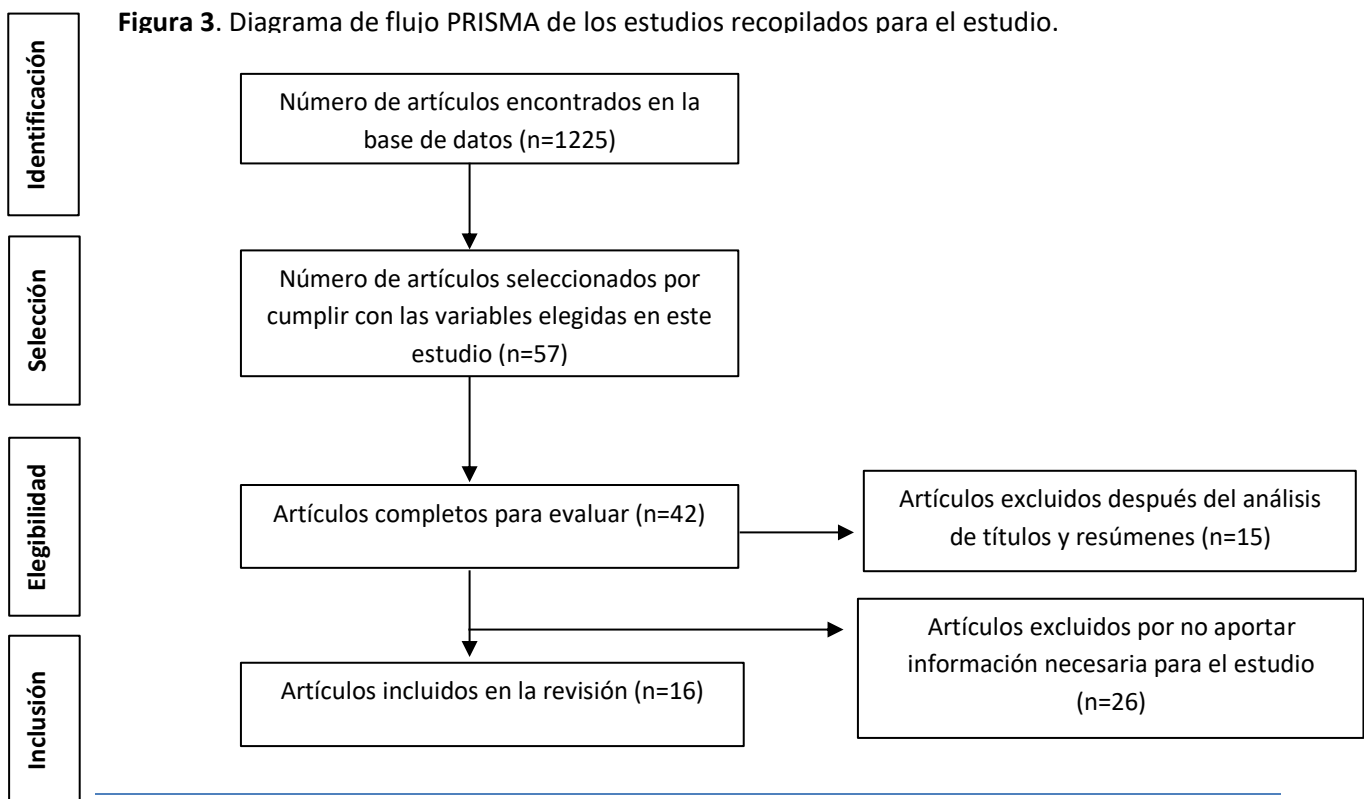 Figura 3. Diagrama de flujo PRISMA de los estudios recopilados para el estudio.
Identificación
Número de artículos encontrados en la
base de datos (n=1225)
Selección
Número de artículos seleccionados por
cumplir con las variables elegidas en este
estudio (n=57)
Elegibilidad
Artículos completos para evaluar (n=42)
Artículos excluidos después del análisis
de títulos y resúmenes (n=15)
Artículos excluidos por no aportar
información necesaria para el estudio
(n=26)
Inclusión
Artículos incluidos en la revisión (n=16)